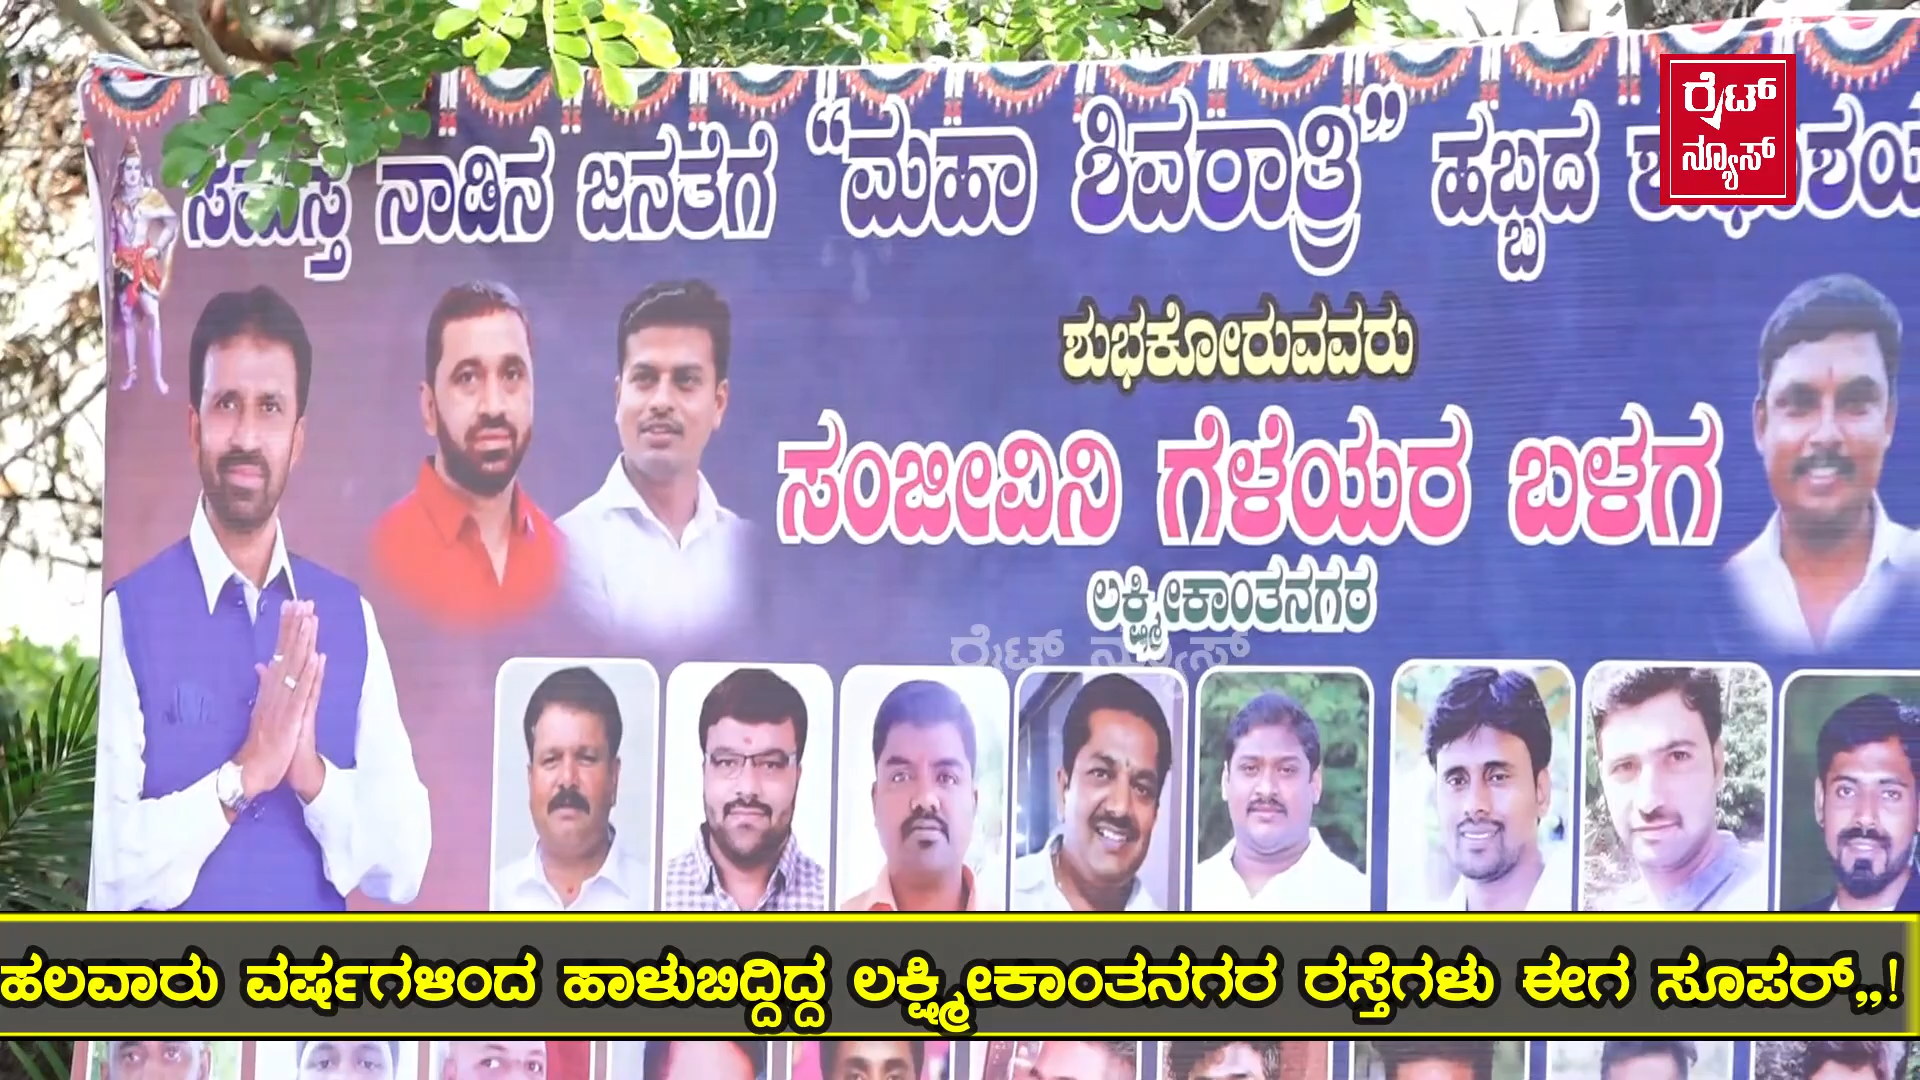 ಸಮಸ್ತ ನಾಡಿನ ಜನತೆಗೆ “ಮಹಾ ಶಿವರಾತ್ರಿ” ಹಬ್ಬದ
ರೈಟ್
ನ್ಯೂಸ್
ಶುಭಕೋರುವವರು
ಸಂಜೀವಿನಿ ಗೆಳೆಯರ ಬಳಗ
ಲಕ್ಷ್ಮೀಕಾಂತನಗರ
ರೈಟ್ ನ್ಯೂಸ್
ಹಲವಾರು ವರ್ಷಗಳಿಂದ ಹಾಳುಬಿದ್ದಿದ್ದ ಲಕ್ಷ್ಮೀಕಾಂತನಗರ ರಸ್ತೆಗಳು ಈಗ ಸೂಪರ್,,!